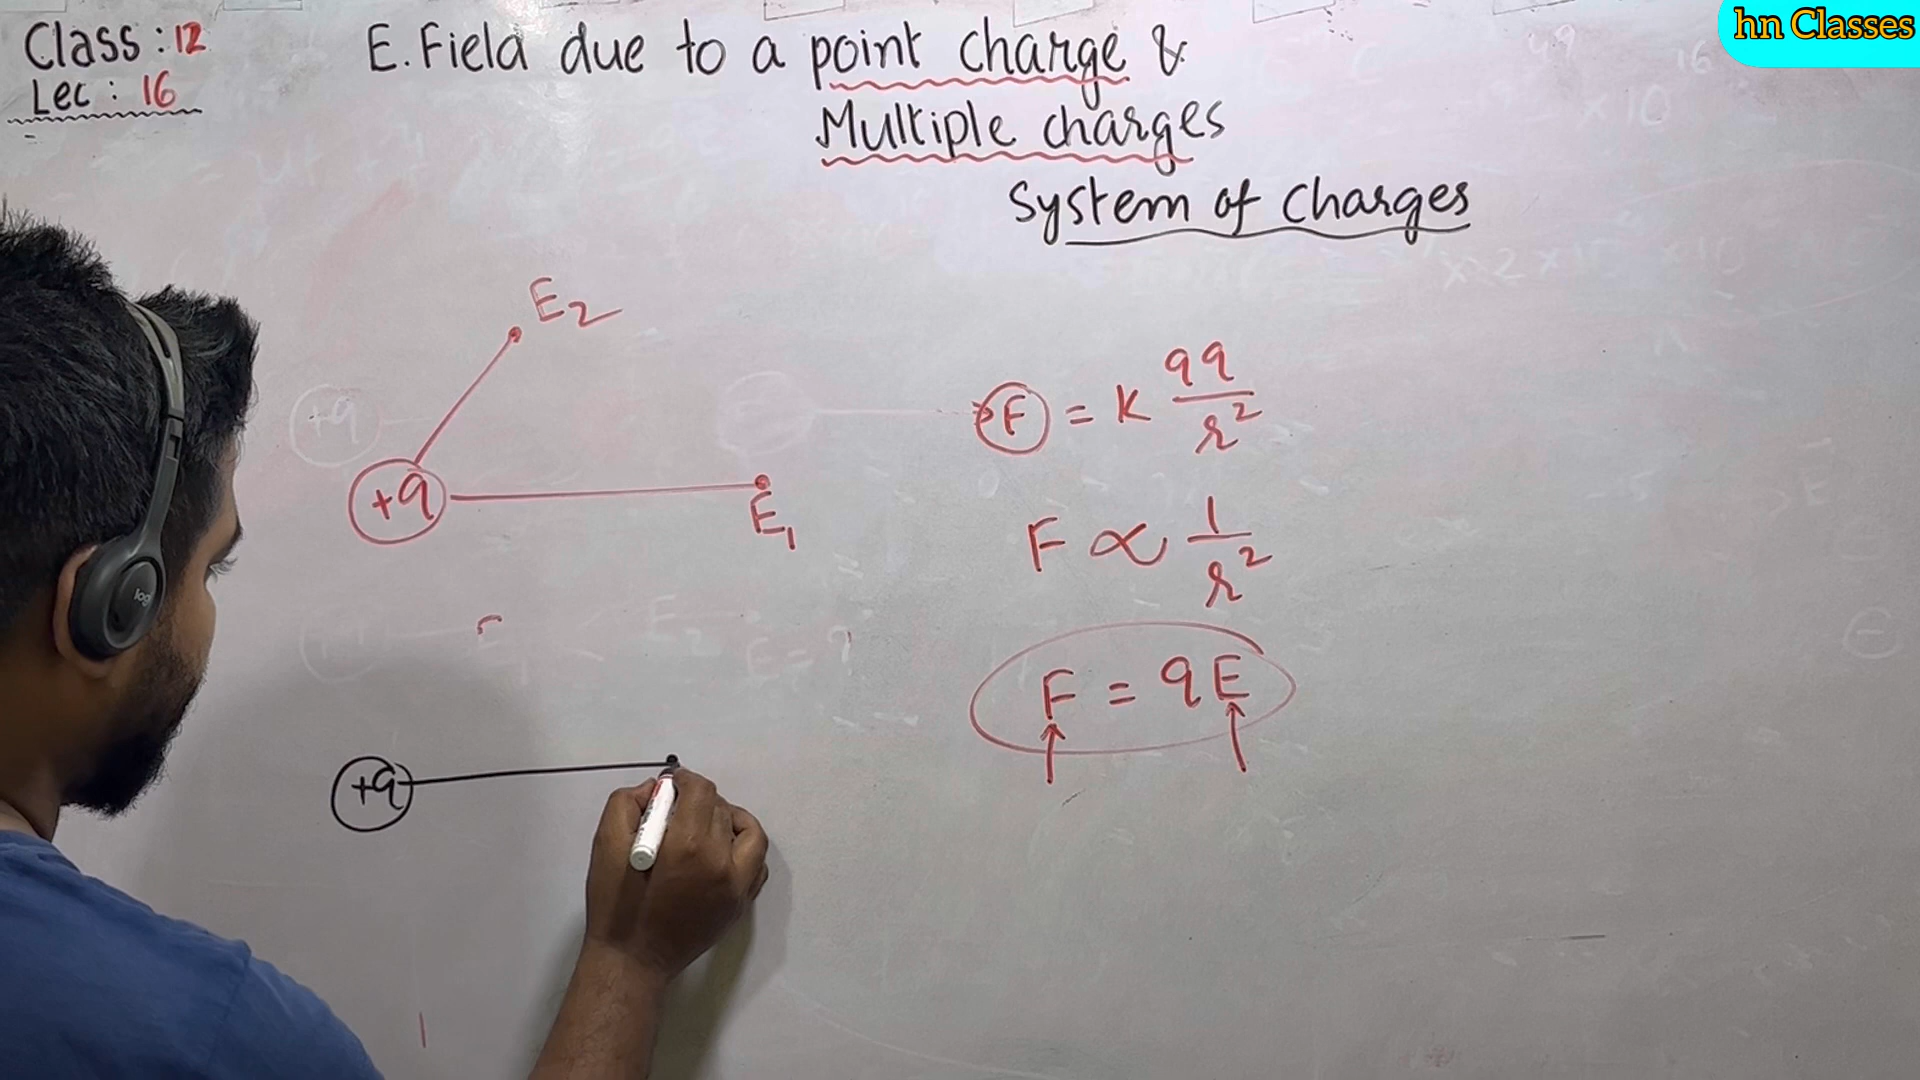 hn Classes
Class : 12
Lec : 16
E. Field due to a point charge &
Multiple charges
System of charges
E2
+q
E1
F = K qq/r²
F ∝ 1/r²
F = qE
+q
log